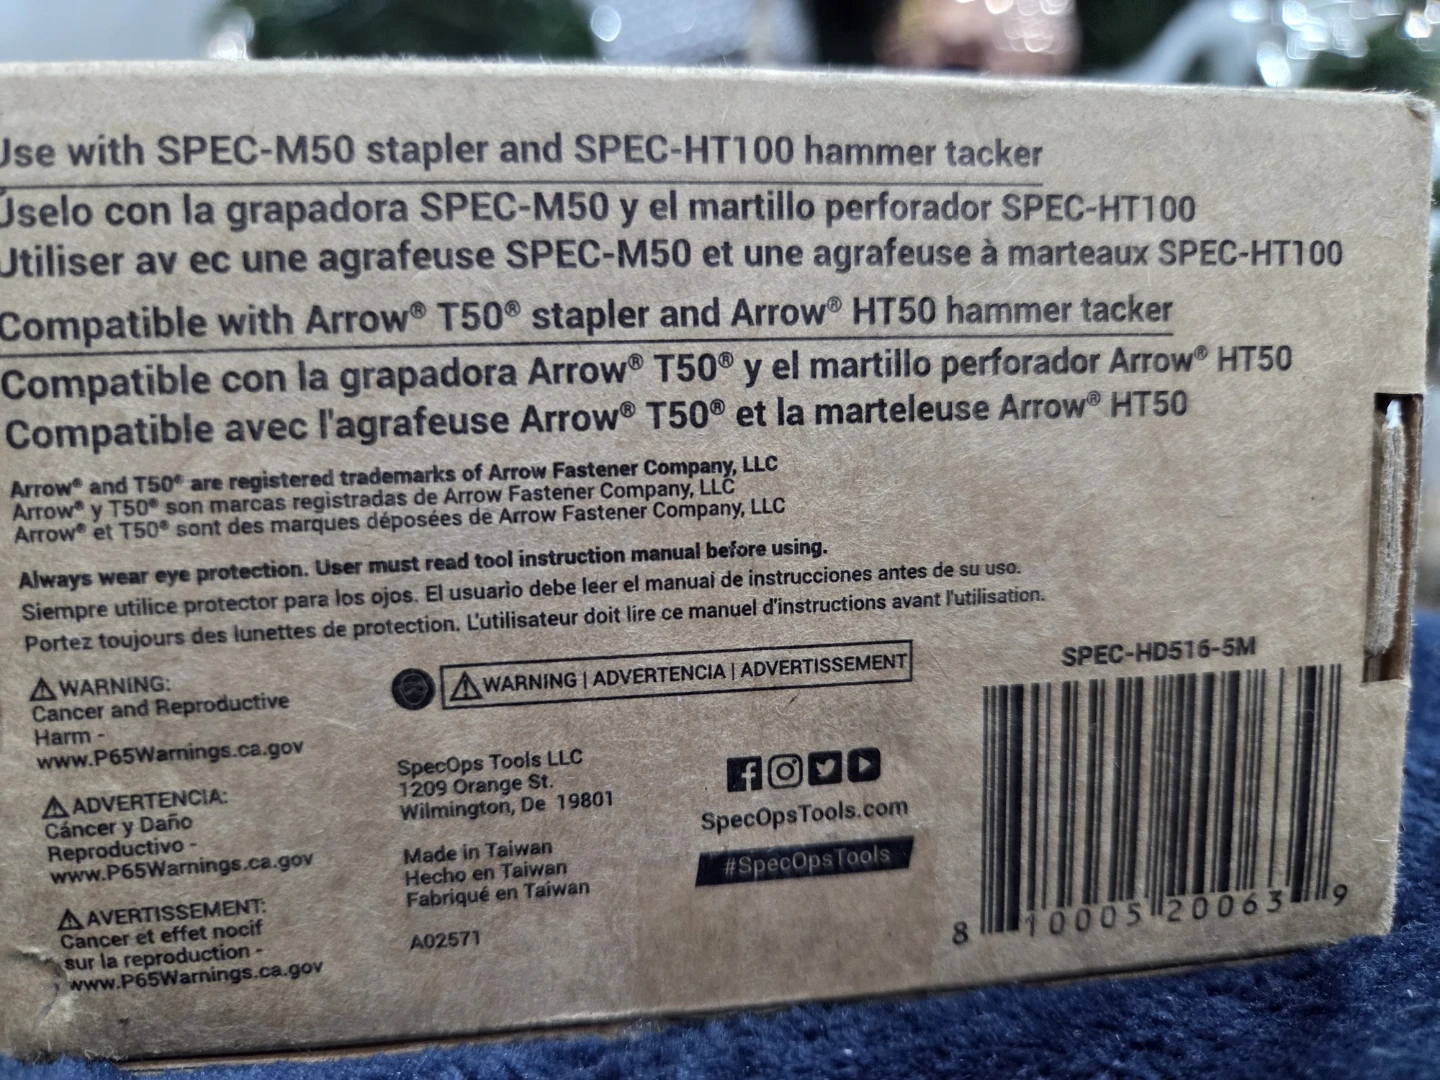 Use with SPEC-M50 stapler and SPEC-HT100 hammer tacker
Úselo con la grapadora SPEC-M50 y el martillo perforador SPEC-HT100
Utiliser av ec une agrafeuse SPEC-M50 et une agrafeuse à marteaux SPEC-HT100
Compatible with Arrow® T50® stapler and Arrow® HT50 hammer tacker
Compatible con la grapadora Arrow® T50® y el martillo perforador Arrow® HT50
Compatible avec l'agrafeuse Arrow® T50® et la marteleuse Arrow® HT50
Arrow® and T50® are registered trademarks of Arrow Fastener Company, LLC
Arrow® y T50® son marcas registradas de Arrow Fastener Company, LLC
Arrow® et T50® sont des marques déposées de Arrow Fastener Company, LLC
Always wear eye protection. User must read tool instruction manual before using.
Siempre utilice protector para los ojos. El usuario debe leer el manual de instrucciones antes de su uso.
Portez toujours des lunettes de protection. L'utilisateur doit lire ce manuel d'instructions avant l'utilisation.
WARNING:
Cancer and Reproductive
Harm -
www.P65Warnings.ca.gov
ADVERTENCIA:
Cáncer y Daño
Reproductivo -
www.P65Warnings.ca.gov
AVERTISSEMENT:
Cancer et effet nocif
sur la reproduction -
www.P65Warnings.ca.gov
WARNING | ADVERTENCIA | ADVERTISSEMENT
SpecOps Tools LLC
1209 Orange St.
Wilmington, De 19801
Made in Taiwan
Hecho en Taiwan
Fabriqué en Taiwan
A02571
SpecOpsTools.com
#SpecOpsTools
SPEC-HD516-5M
8 10005 20063 9